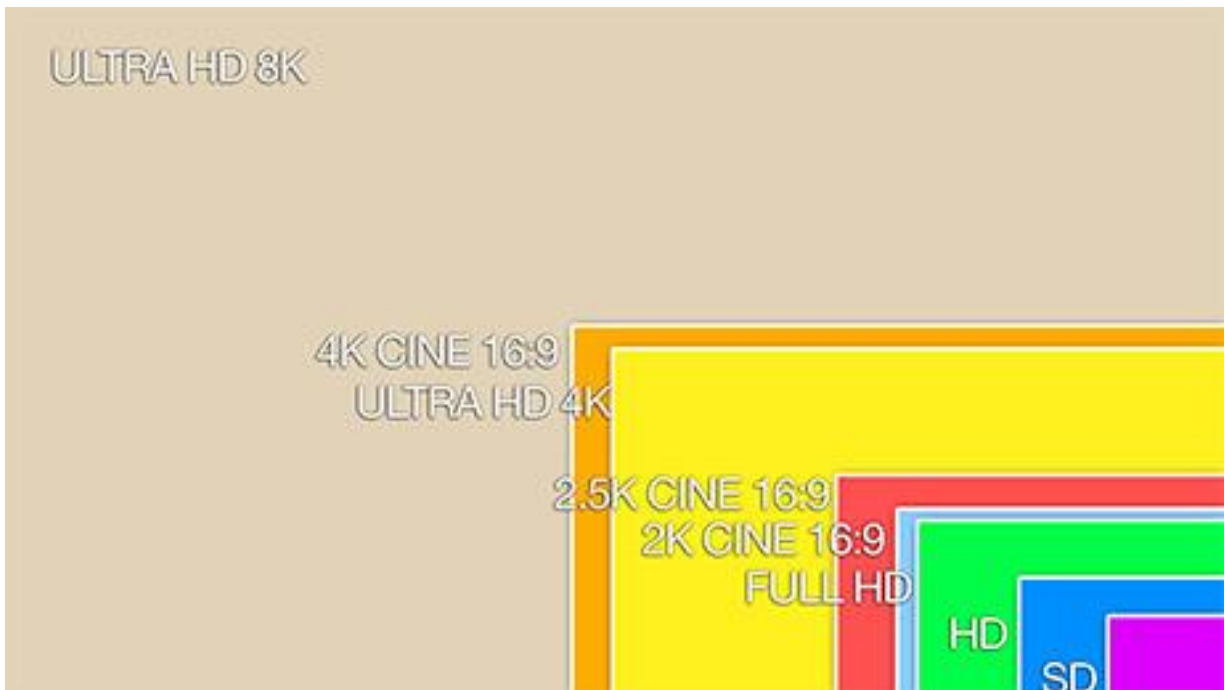 ULTRA HD 8K
4K CINE 16:9
ULTRA HD 4K
2.5K CINE 16:9
2K CINE 16:9
FULL HD
HD
SD